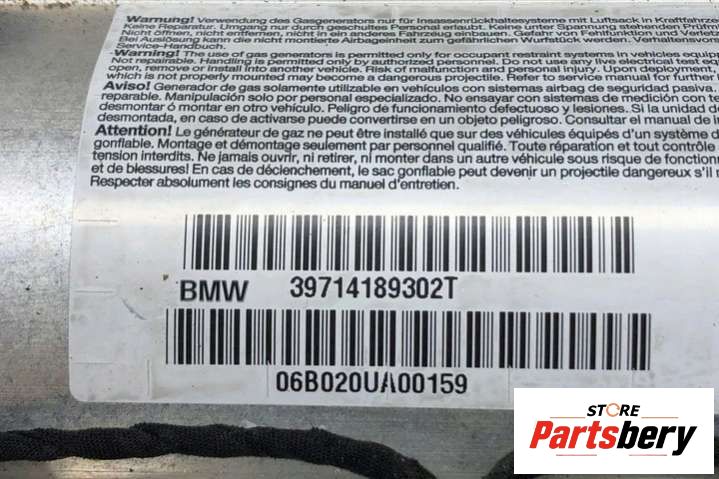 Warnung! Verwendung des Gasgenerators nur für Insassenrückhaltesysteme mit Luftsack in Kraftfahrze
Keine Reparatur. Umgang nur durch geschultes Personal erlaubt. Keine unter Spannung stehenden Prüfge
Nicht öffnen, entfernen, nicht in ein anderes Fahrzeug einbauen. Gefahr von Fehlfunktion und Verletz
Bei Auslösung kann die nicht montierte Airbageinheit zum gefährlichen Wurfstück werden. Verhaltensvors
Service-Handbuch.
Warning! The use of gas generators is permitted only for occupant restraint systems in vehicles equippe
Not repairable. Handling is permitted only by authorized personnel. Do not use any live electrical test eq
remove or install into another vehicle. Risk of malfunction and personal injury. Upon deployment,
which is not properly mounted may become a dangerous projectile. Refer to service manual for further
Aviso! Generador de gas solamente utilizable en vehículos con sistemas airbag de seguridad pasiva.
reparable. Manipulación solo por personal especializado. No ensayar con sistemas de medición con te
desmontar ó montar en otro vehículo. Peligro de funcionamiento defectuoso y lesiones. Si la unidad de
desmontada, en caso de activarse puede convertirse en un objeto peligroso. Consultar el manual de in
Attention! Le générateur de gaz ne peut être installé que sur des véhicules équipés d'un système d
gonflable. Montage et démontage seulement par personnel qualifié. Toute réparation et tout contrôle
tension interdits. Ne jamais ouvrir, ni retirer, ni monter dans un autre véhicule sous risque de fonction
et de blessures! En cas de déclenchement, le sac gonflable peut devenir un projectile dangereux s'il n
Respecter absolument les consignes du manuel d'entretien.
BMW 39714189302T
06B020UA00159
STORE
Partsbery